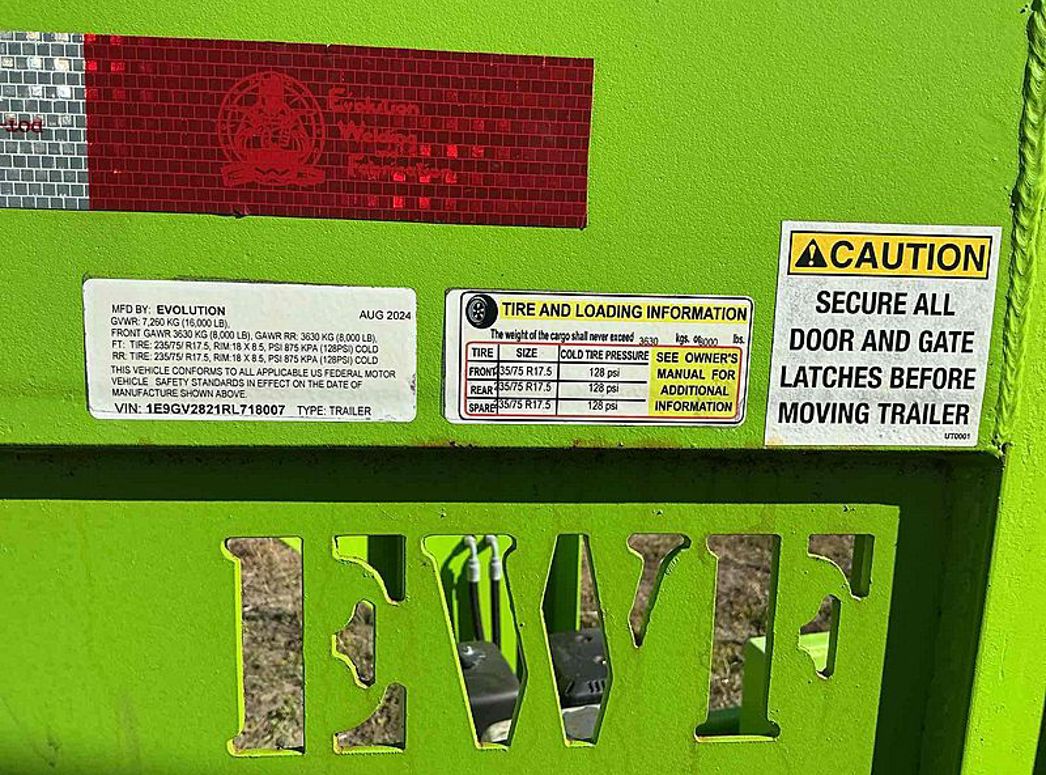 DOT
Evolution
Welding
Fabrication
MFD BY: EVOLUTION AUG 2024
GVWR: 7,260 KG (16,000 LB),
FRONT GAWR 3630 KG (8,000 LB), GAWR RR: 3630 KG (8,000 LB),
FT: TIRE: 235/75/ R17.5, RIM:18 X 8.5, PSI 875 KPA (128PSI) COLD
RR: TIRE: 235/75/ R17.5, RIM:18 X 8.5, PSI 875 KPA (128PSI) COLD
THIS VEHICLE CONFORMS TO ALL APPLICABLE US FEDERAL MOTOR
VEHICLE SAFETY STANDARDS IN EFFECT ON THE DATE OF
MANUFACTURE SHOWN ABOVE.
VIN: 1E9GV2821RL718007 TYPE: TRAILER
TIRE AND LOADING INFORMATION
The weight of the cargo shall never exceed 3630 kgs. or 8000 lbs.
TIRE SIZE COLD TIRE PRESSURE
FRONT 235/75 R17.5 128 psi
REAR 235/75 R17.5 128 psi
SPARE 235/75 R17.5 128 psi
SEE OWNER'S
MANUAL FOR
ADDITIONAL
INFORMATION
CAUTION
SECURE ALL
DOOR AND GATE
LATCHES BEFORE
MOVING TRAILER
UT0001
EWF